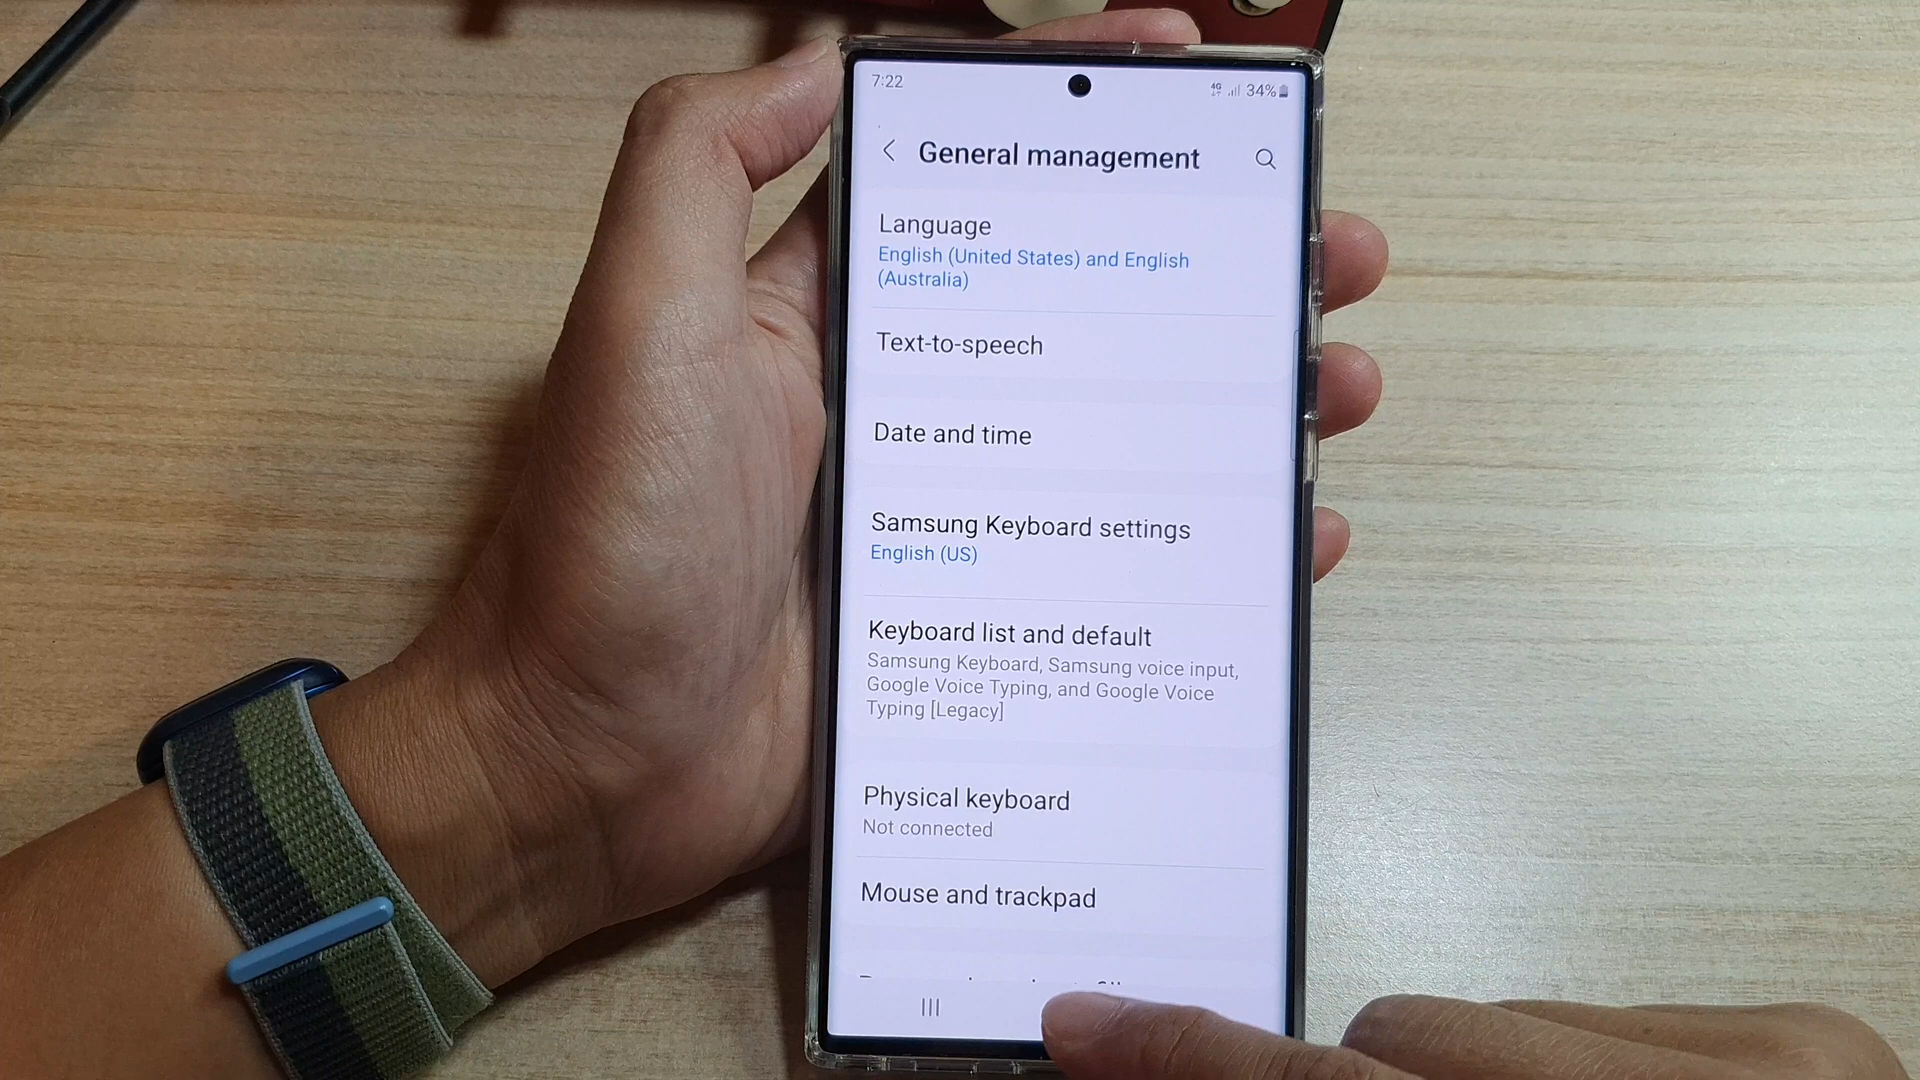 7:22
4G 34%
General management
Language
English (United States) and English
(Australia)
Text-to-speech
Date and time
Samsung Keyboard settings
English (US)
Keyboard list and default
Samsung Keyboard, Samsung voice input,
Google Voice Typing, and Google Voice
Typing [Legacy]
Physical keyboard
Not connected
Mouse and trackpad